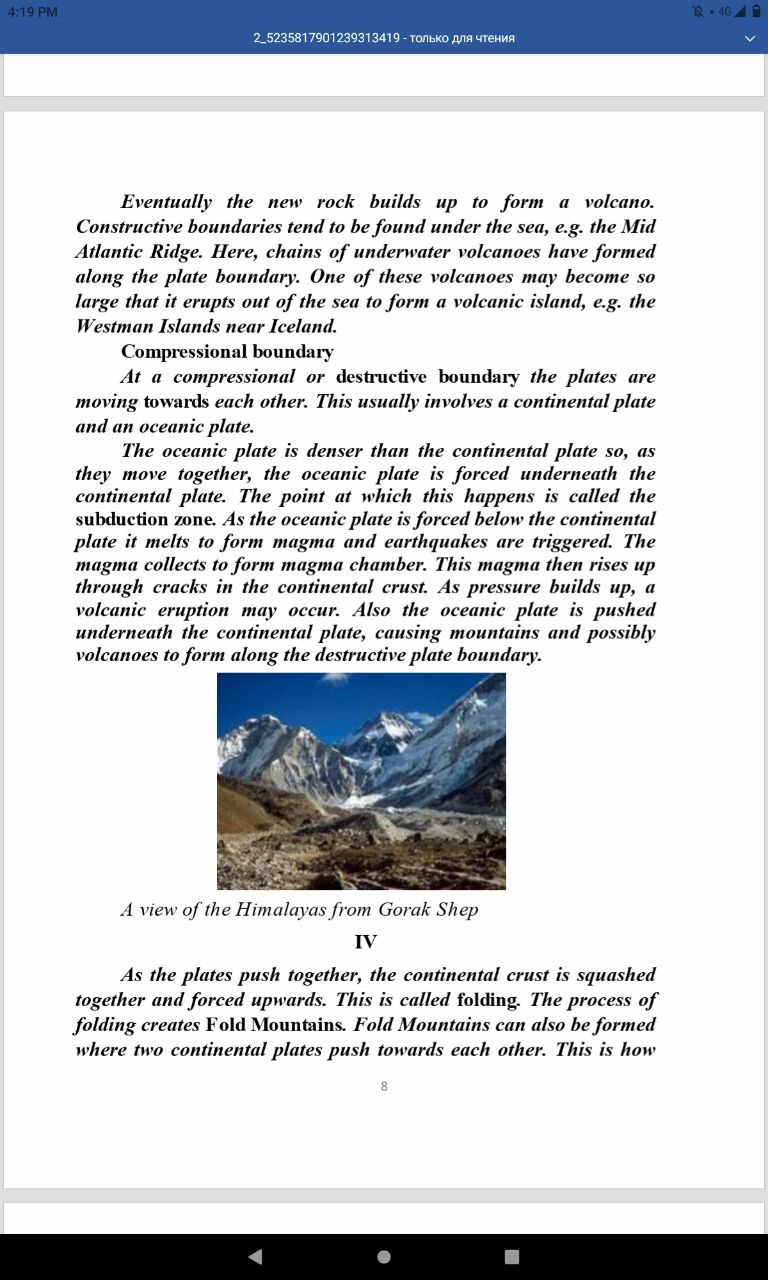 4:19 PM
4G
2_5235817901239313419 - только для чтения
Eventually the new rock builds up to form a volcano.
Constructive boundaries tend to be found under the sea, e.g. the Mid
Atlantic Ridge. Here, chains of underwater volcanoes have formed
along the plate boundary. One of these volcanoes may become so
large that it erupts out of the sea to form a volcanic island, e.g. the
Westman Islands near Iceland.
Compressional boundary
At a compressional or destructive boundary the plates are
moving towards each other. This usually involves a continental plate
and an oceanic plate.
The oceanic plate is denser than the continental plate so, as
they move together, the oceanic plate is forced underneath the
continental plate. The point at which this happens is called the
subduction zone. As the oceanic plate is forced below the continental
plate it melts to form magma and earthquakes are triggered. The
magma collects to form magma chamber. This magma then rises up
through cracks in the continental crust. As pressure builds up, a
volcanic eruption may occur. Also the oceanic plate is pushed
underneath the continental plate, causing mountains and possibly
volcanoes to form along the destructive plate boundary.
A view of the Himalayas from Gorak Shep
IV
As the plates push together, the continental crust is squashed
together and forced upwards. This is called folding. The process of
folding creates Fold Mountains. Fold Mountains can also be formed
where two continental plates push towards each other. This is how
8